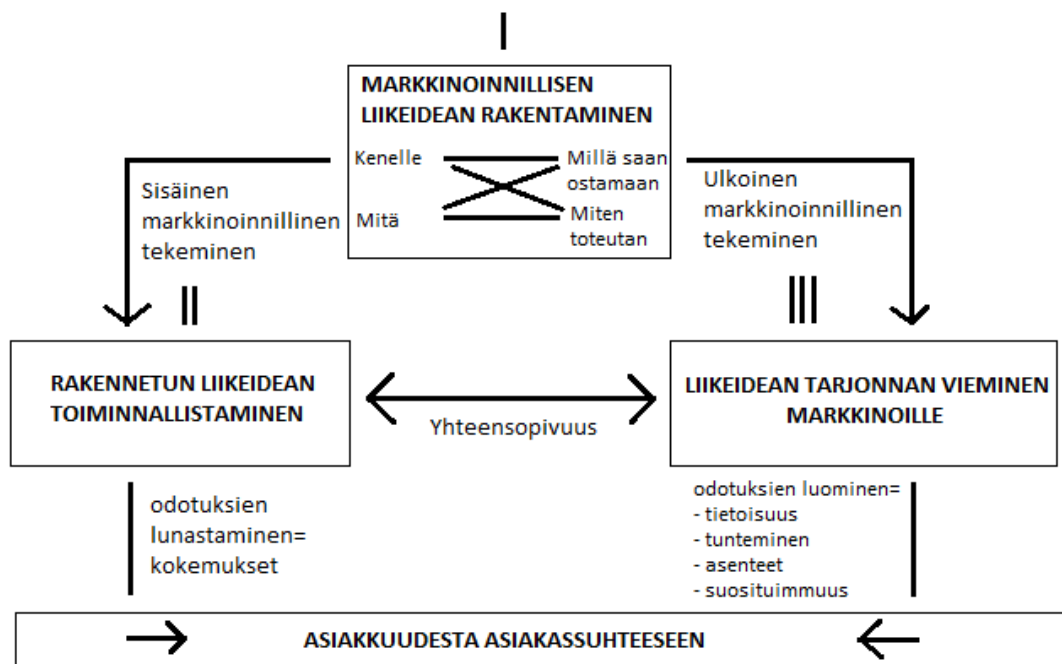 I
MARKKINOINNILLISEN
LIIKEIDEAN RAKENTAMINEN
Kenelle
Millä saan
ostamaan
Mitä
Miten
toteutan
Sisäinen
markkinoinnillinen
tekeminen
II
Ulkoinen
markkinoinnillinen
tekeminen
III
RAKENNETUN LIIKEIDEAN
TOIMINNALLISTAMINEN
Yhteensopivuus
LIIKEIDEAN TARJONNAN VIEMINEN
MARKKINOILLE
odotuksien
lunastaminen=
kokemukset
odotuksien luominen=
- tietoisuus
- tunteminen
- asenteet
- suosituimmuus
ASIAKKUUDESTA ASIAKASSUHTEESEEN